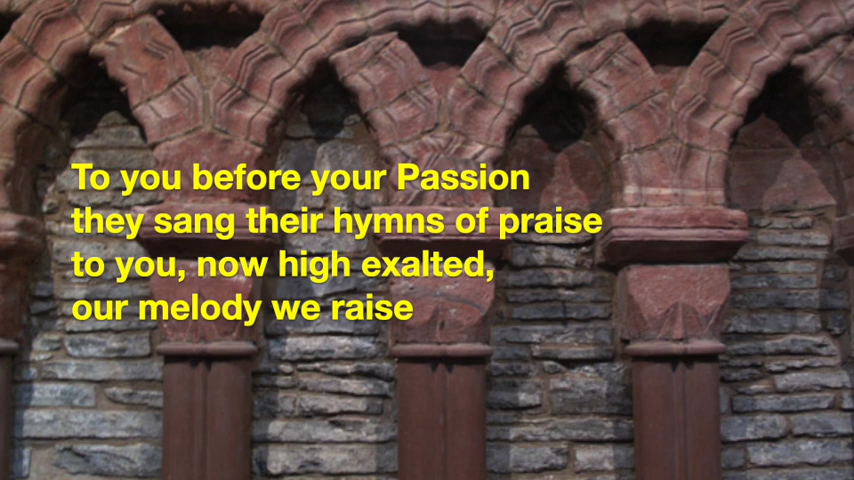 To you before your Passion
they sang their hymns of praise
to you, now high exalted,
our melody we raise